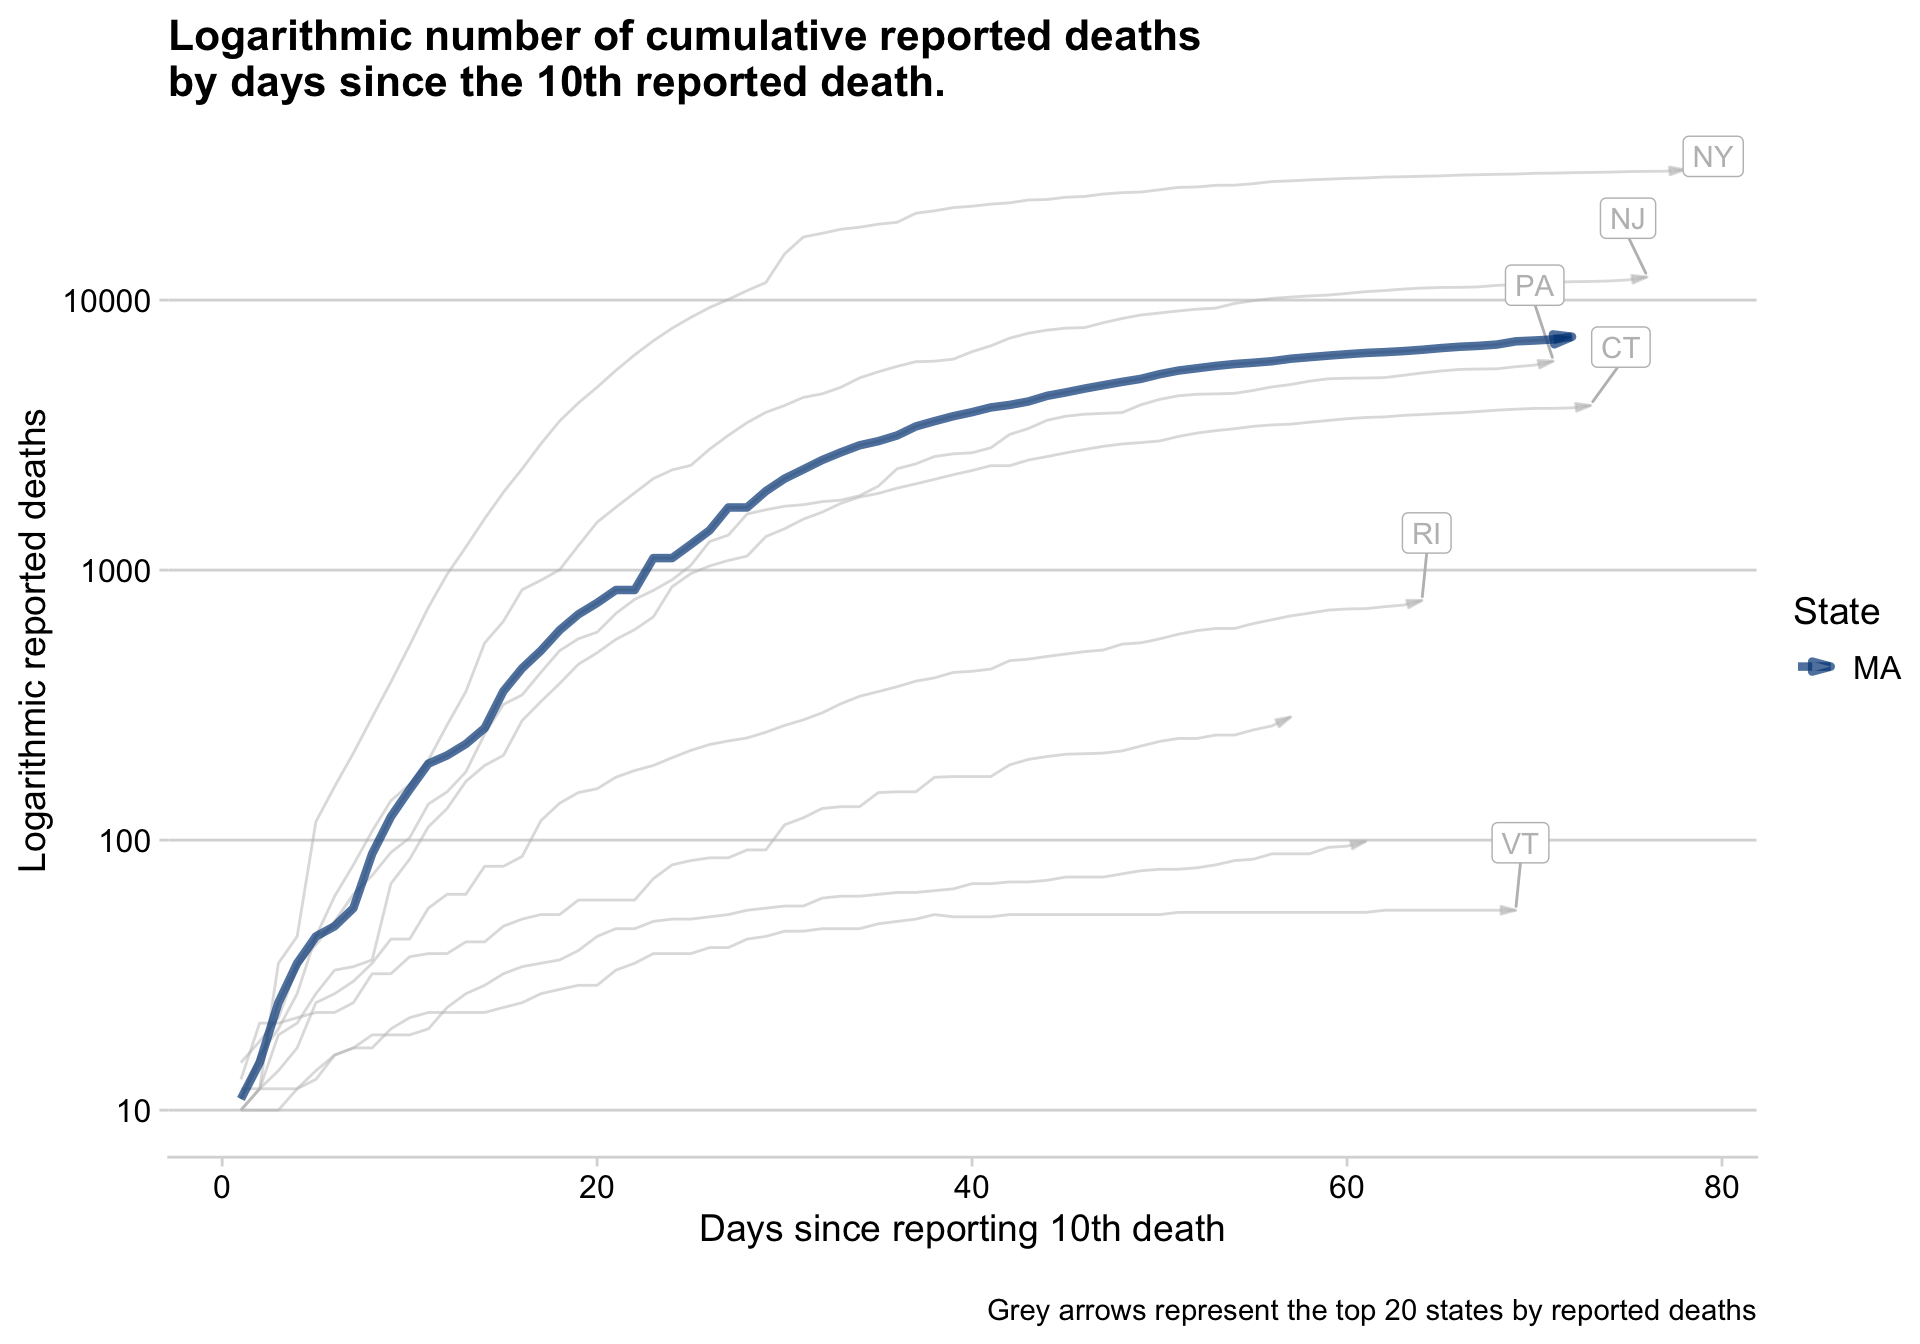 Logarithmic number of cumulative reported deaths
by days since the 10th reported death.
NY
NJ
PA
CT
RI
VT
10000
1000
100
10
Logarithmic reported deaths
0 20 40 60 80
Days since reporting 10th death
State
MA
Grey arrows represent the top 20 states by reported deaths